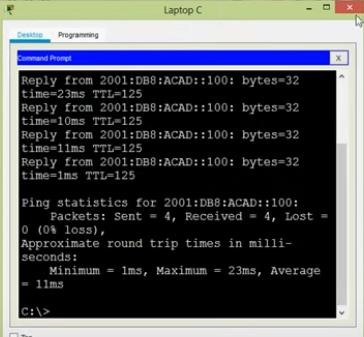 Laptop C
Desktop Programming
Command Prompt X
Reply from 2001:DB8:ACAD::100: bytes=32
time=23ms TTL=125
Reply from 2001:DB8:ACAD::100: bytes=32
time=10ms TTL=125
Reply from 2001:DB8:ACAD::100: bytes=32
time=11ms TTL=125
Reply from 2001:DB8:ACAD::100: bytes=32
time=1ms TTL=125
Ping statistics for 2001:DB8:ACAD::100:
Packets: Sent = 4, Received = 4, Lost =
0 (0% loss),
Approximate round trip times in milli-
seconds:
Minimum = 1ms, Maximum = 23ms, Average
= 11ms
C:\>